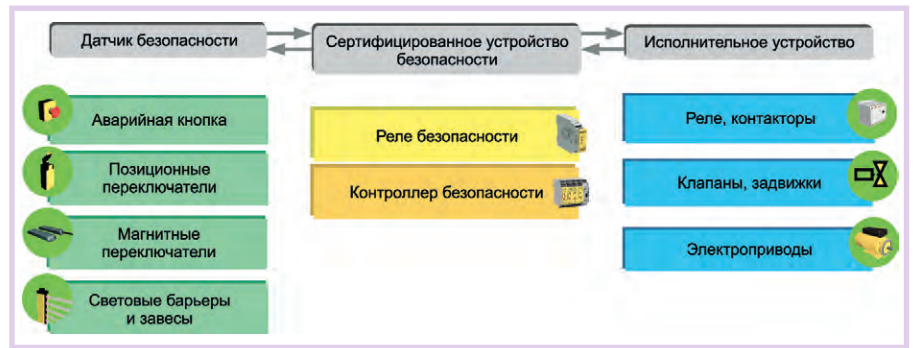 Датчик безопасности
Сертифицированное устройство
безопасности
Исполнительное устройство
Аварийная кнопка
Позиционные
переключатели
Магнитные
переключатели
Световые барьеры
и завесы
Реле безопасности
Контроллер безопасности
Реле, контакторы
Клапаны, задвижки
Электроприводы